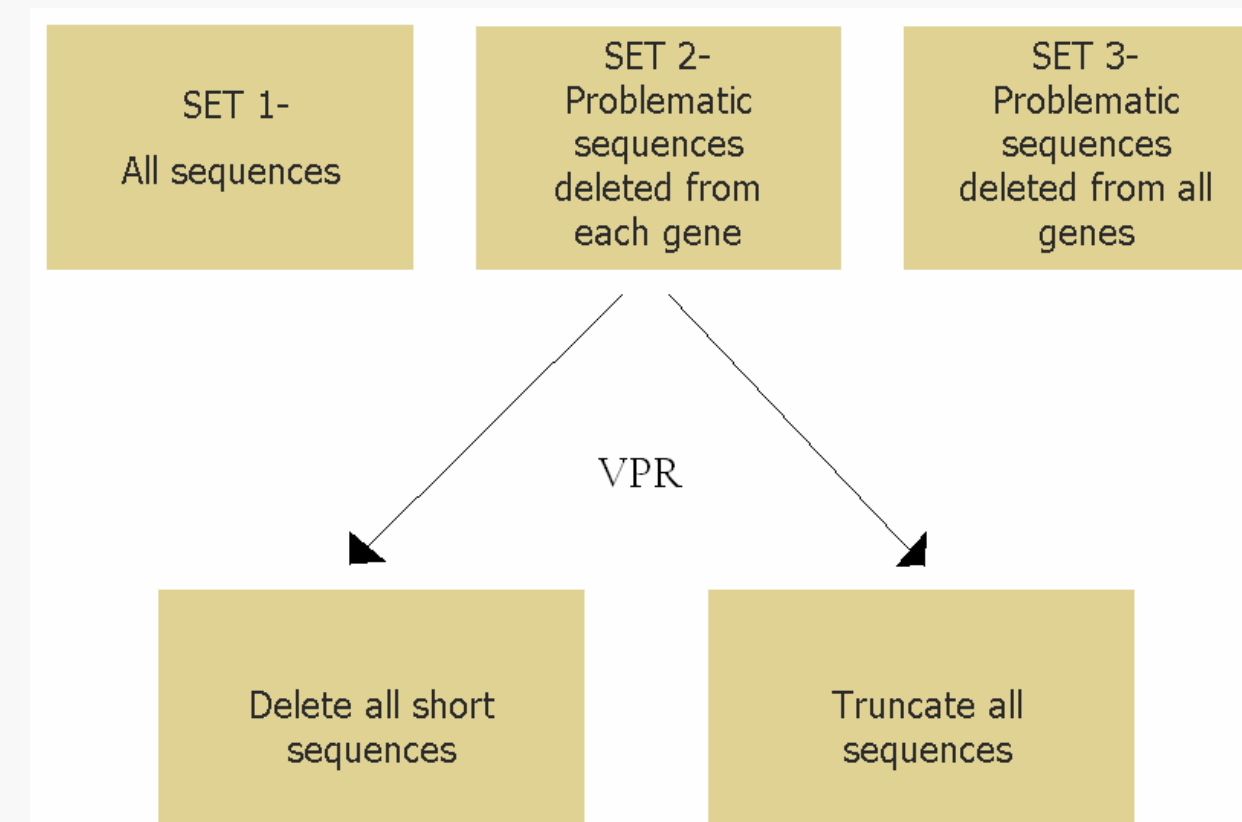 SET 1-
All sequences
SET 2-
Problematic
sequences
deleted from
each gene
SET 3-
Problematic
sequences
deleted from all
genes
VPR
Delete all short
sequences
Truncate all
sequences